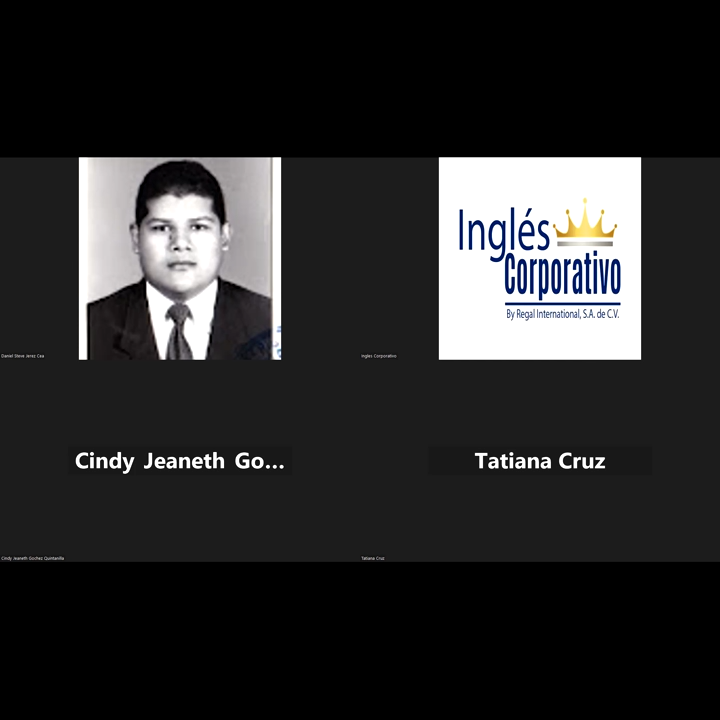 Inglés
Corporativo
By Regal International, S.A. de C.V.
Daniel Steve Jerez Cea
Ingles Corporativo
Cindy Jeaneth Go...
Tatiana Cruz
Cindy Jeaneth Gochez Quintanilla
Tatiana Cruz